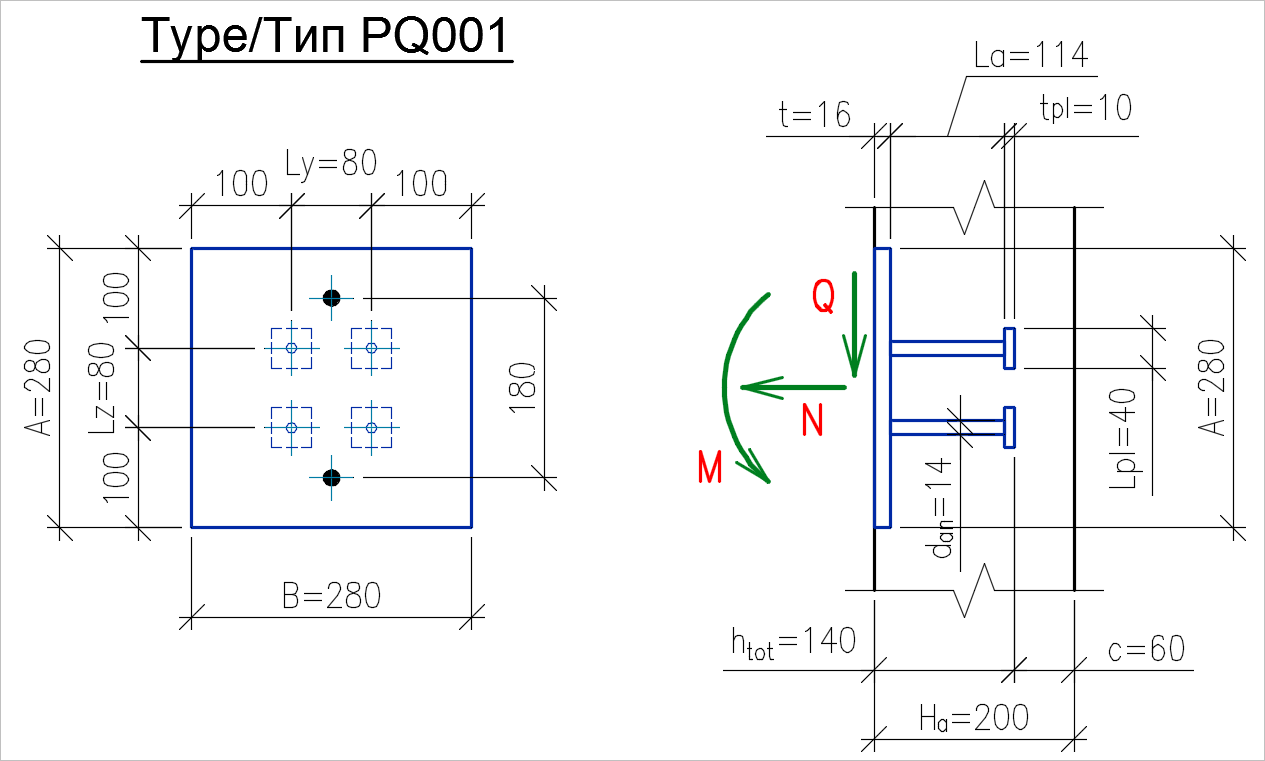 Type/Тип PQ001
La=114
t=16
tpl=10
Ly=80
100
100
100
A=280
Lz=80
100
180
B=280
Q
N
M
A=280
Lpl=40
dan=14
htot=140
c=60
Ha=200